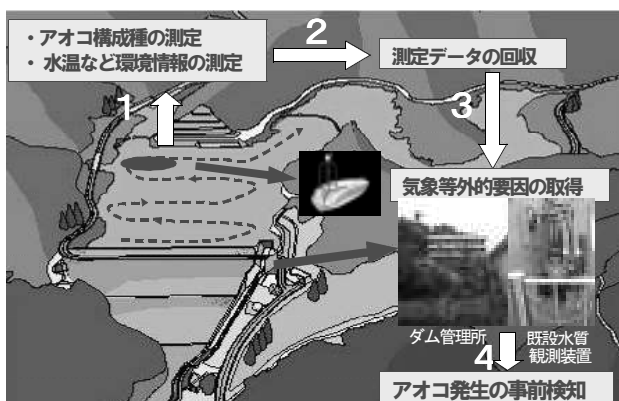 ・アオコ構成種の測定
・水温など環境情報の測定
1
2
測定データの回収
3
気象等外的要因の取得
ダム管理所
既設水質
観測装置
4
アオコ発生の事前検知